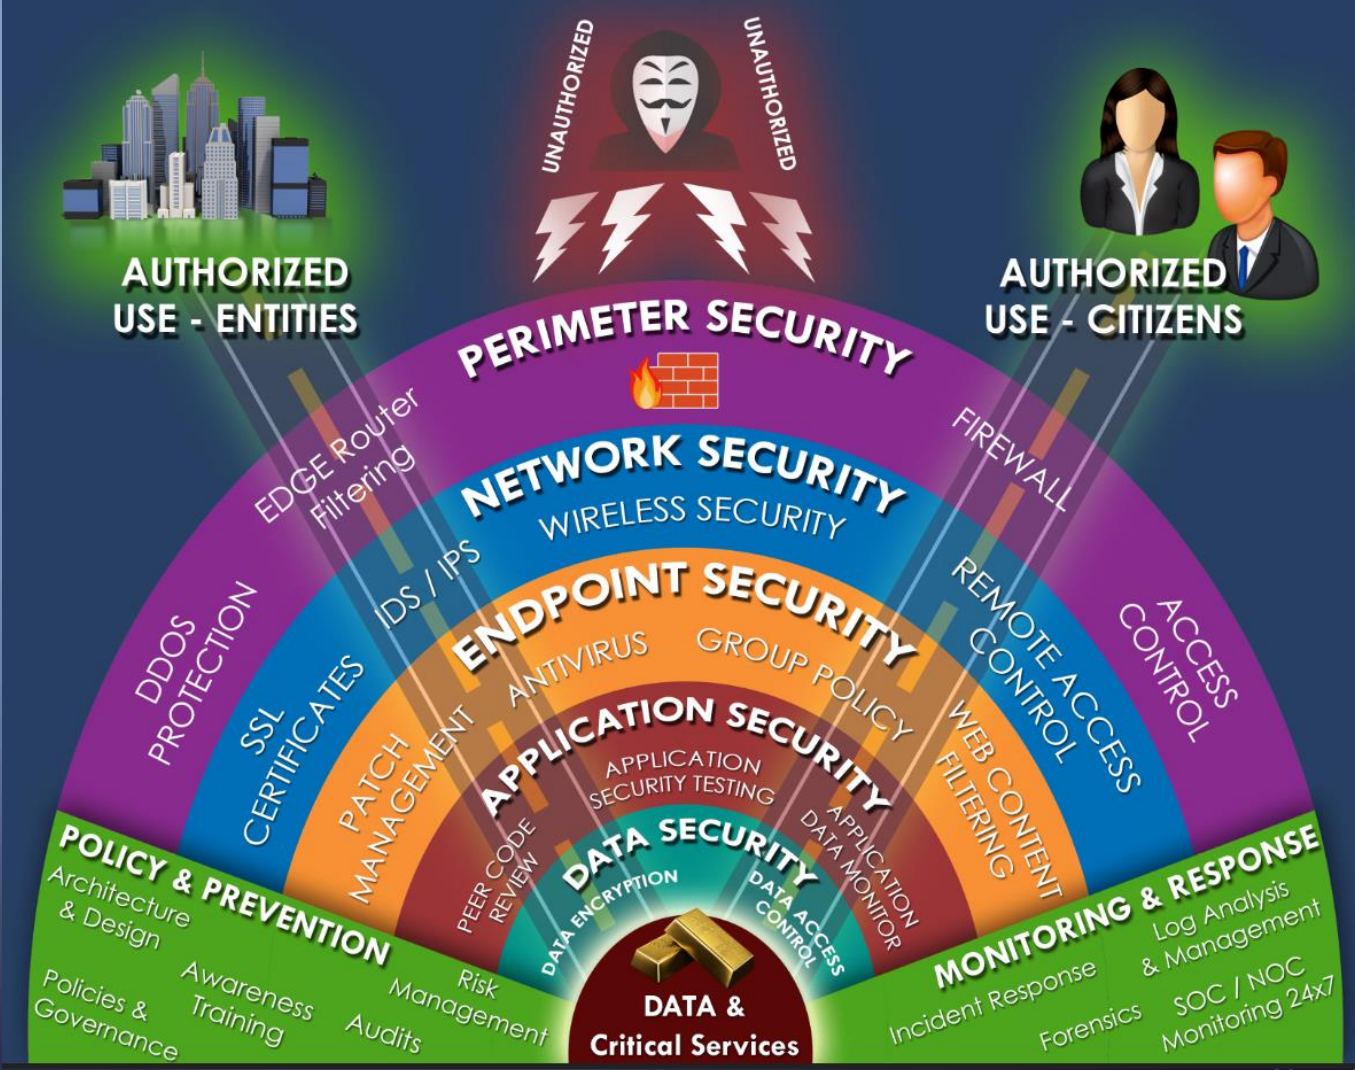 UNAUTHORIZED
UNAUTHORIZED
AUTHORIZED
USE - ENTITIES
AUTHORIZED
USE - CITIZENS
PERIMETER SECURITY
EDGE Router
Filtering
FIREWALL
DDOS
PROTECTION
ACCESS
CONTROL
NETWORK SECURITY
WIRELESS SECURITY
IDS / IPS
REMOTE ACCESS
CONTROL
SSL
CERTIFICATES
ENDPOINT SECURITY
ANTIVIRUS
GROUP POLICY
PATCH
MANAGEMENT
WEB CONTENT
FILTERING
APPLICATION SECURITY
APPLICATION
SECURITY TESTING
PEER CODE
REVIEW
APPLICATION
DATA MONITOR
DATA SECURITY
DATA ENCRYPTION
DATA ACCESS
CONTROL
POLICY & PREVENTION
Architecture
& Design
Policies &
Governance
Awareness
Training
Audits
Risk
Management
MONITORING & RESPONSE
Log Analysis
& Management
Incident Response
Forensics
SOC / NOC
Monitoring 24x7
DATA &
Critical Services